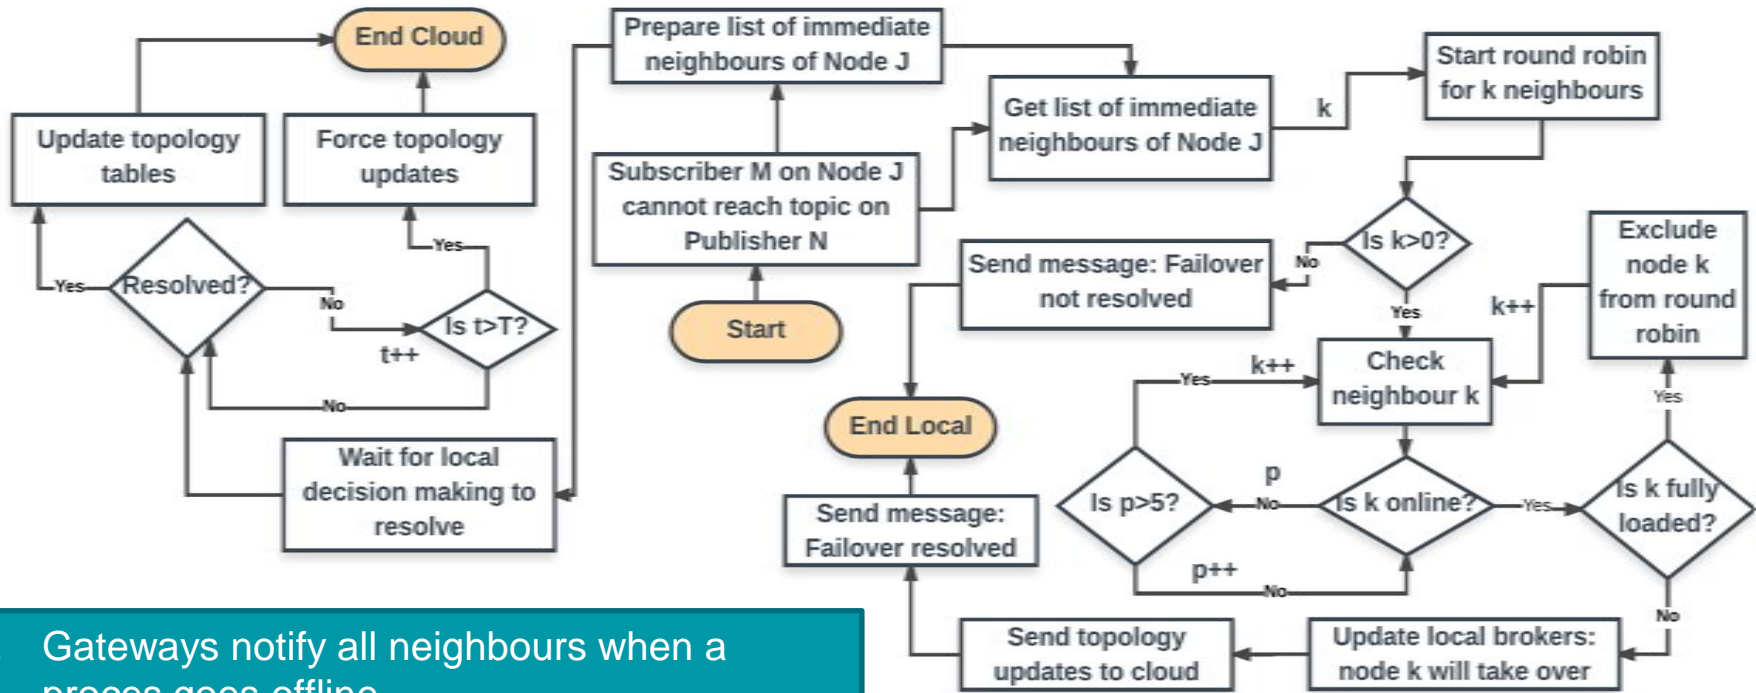 End Cloud
Prepare list of immediate
neighbours of Node J
Start round robin
for k neighbours
Get list of immediate
neighbours of Node J
k
Update topology
tables
Force topology
updates
Subscriber M on Node J
cannot reach topic on
Publisher N
Is k>0?
Exclude
node k
from round
robin
Yes
Send message: Failover
not resolved
No
Yes
Resolved?
No
Is t>T?
t++
Start
Yes
k++
Check
neighbour k
Yes
k++
Yes
No
End Local
Wait for local
decision making to
resolve
Send message:
Failover resolved
Is p>5?
p
No
Is k online?
Yes
Is k fully
loaded?
p++
No
No
Send topology
updates to cloud
Update local brokers:
node k will take over
Gateways notify all neighbours when a
proces goes offline